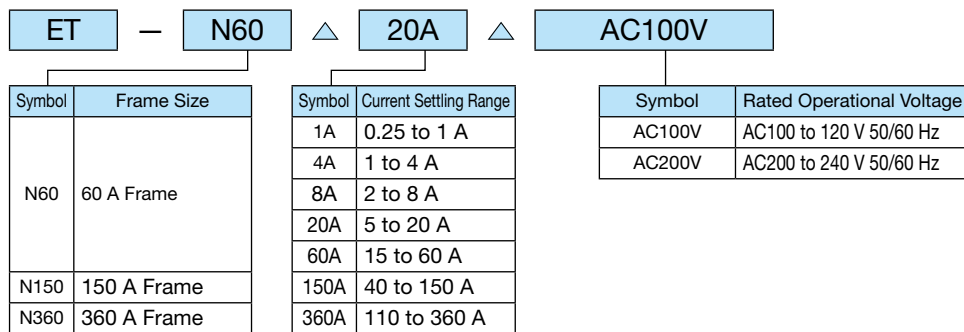 ET — N60 △ 20A △ AC100V
Symbol Frame Size
N60 60 A Frame
N150 150 A Frame
N360 360 A Frame
Symbol Current Settling Range
1A 0.25 to 1 A
4A 1 to 4 A
8A 2 to 8 A
20A 5 to 20 A
60A 15 to 60 A
150A 40 to 150 A
360A 110 to 360 A
Symbol Rated Operational Voltage
AC100V AC100 to 120 V 50/60 Hz
AC200V AC200 to 240 V 50/60 Hz